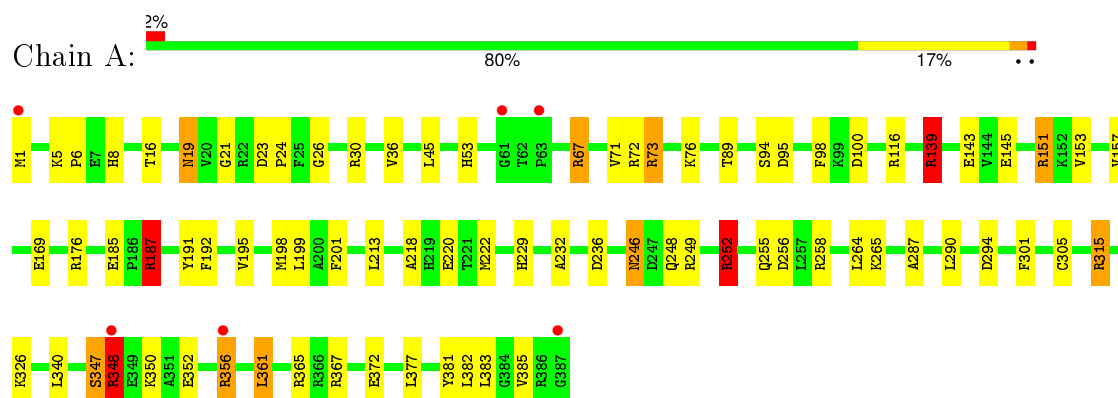 2%
Chain A:
80% 17% • •
M1 K5 P6 E7 H8 T16 N19 V20 G21 R22 D23 P24 F25 G26 R30 V36 L45 H53 G61 T62 P63 R67 V71 R72 R73 K76 T89 S94 D95 F98 K99 D100 R116 R139 E143 V144 E145 R151 K152 V153
E169 R176 E185 P186 R187 Y191 F192 V195 M198 L199 A200 F201 L213 A218 H219 E220 T221 M222 H229 A232 D236 N246 D247 Q248 R249 R252 Q255 D256 L257 R258 L264 K265 A287 L290 D294 F301 C305 R315
K326 L340 S347 R348 E349 K350 A351 E352 R356 L361 R365 R366 R367 E372 L377 Y381 L382 L383 G384 V385 R386 G387